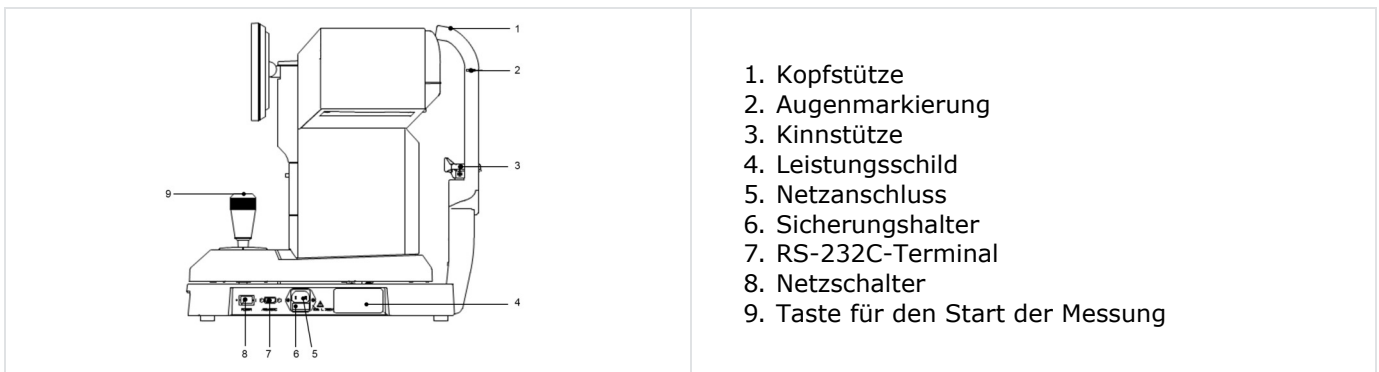 1
2
3
9
4
8 7 6 5
1. Kopfstütze
2. Augenmarkierung
3. Kinnstütze
4. Leistungsschild
5. Netzanschluss
6. Sicherungshalter
7. RS-232C-Terminal
8. Netzschalter
9. Taste für den Start der Messung